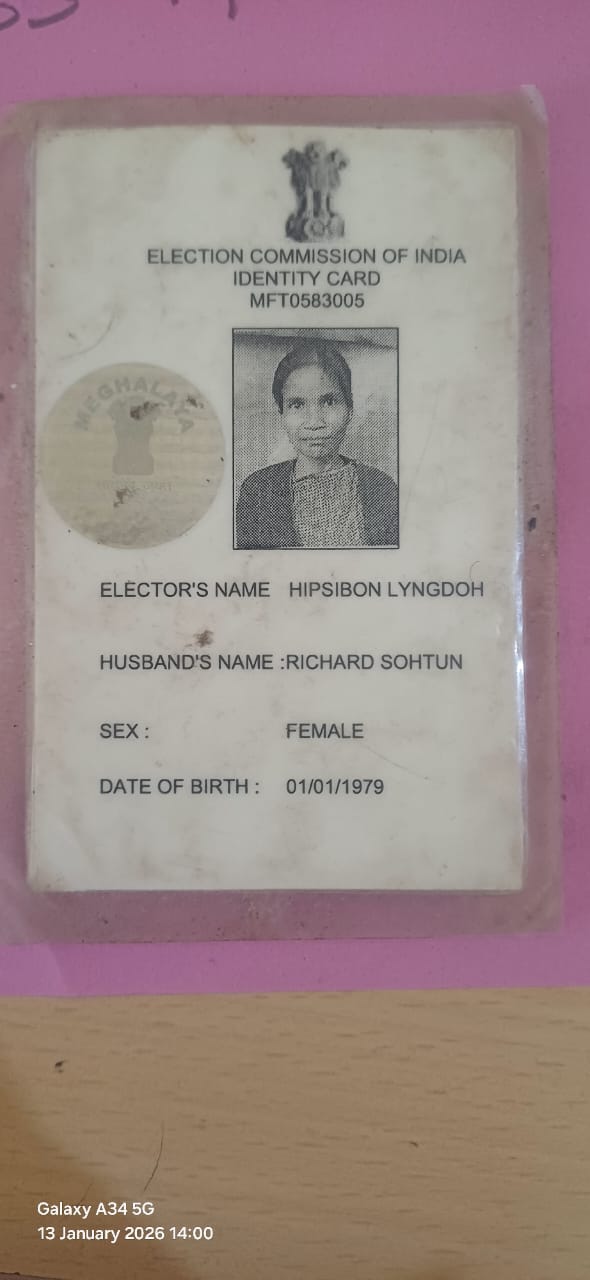 ELECTION COMMISSION OF INDIA
IDENTITY CARD
MFT0583005
MEGHALAYA
ELECTOR'S NAME HIPSIBON LYNGDOH
HUSBAND'S NAME :RICHARD SOHTUN
SEX : FEMALE
DATE OF BIRTH : 01/01/1979
Galaxy A34 5G
13 January 2026 14:00